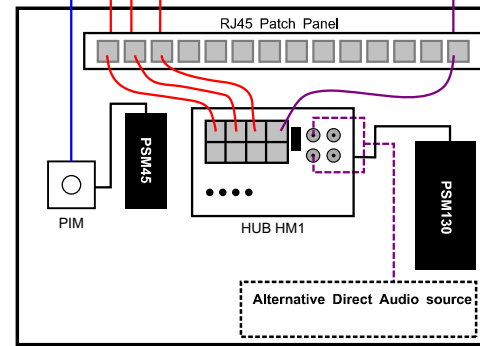 RJ45 Patch Panel
PSM45
PSM130
PIM
HUB HM1
Alternative Direct Audio source